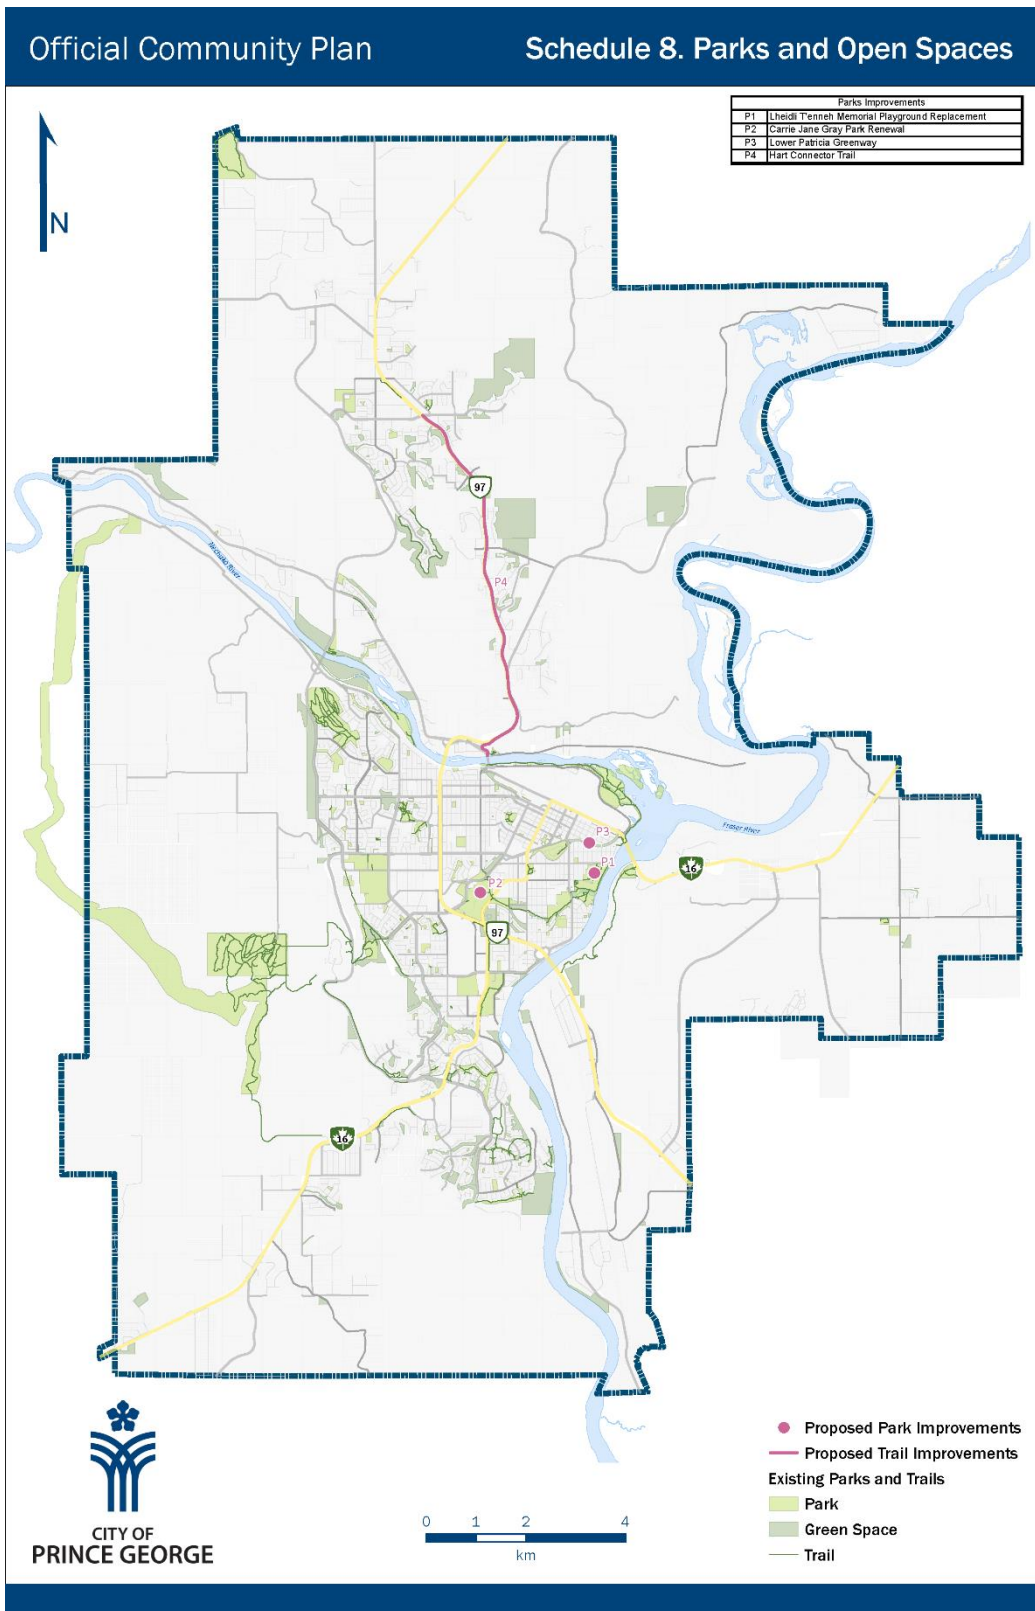 Official Community Plan
Schedule 8. Parks and Open Spaces
Parks Improvements
P1 Lheidli T'enneh Memorial Playground Replacement
P2 Carrie Jane Gray Park Renewal
P3 Lower Patricia Greenway
P4 Hart Connector Trail
N
97
Nechako River
P4
P3
Fraser River
P1
16
P2
97
16
Proposed Park Improvements
Proposed Trail Improvements
Existing Parks and Trails
Park
Green Space
Trail
0 1 2 4
km
CITY OF
PRINCE GEORGE